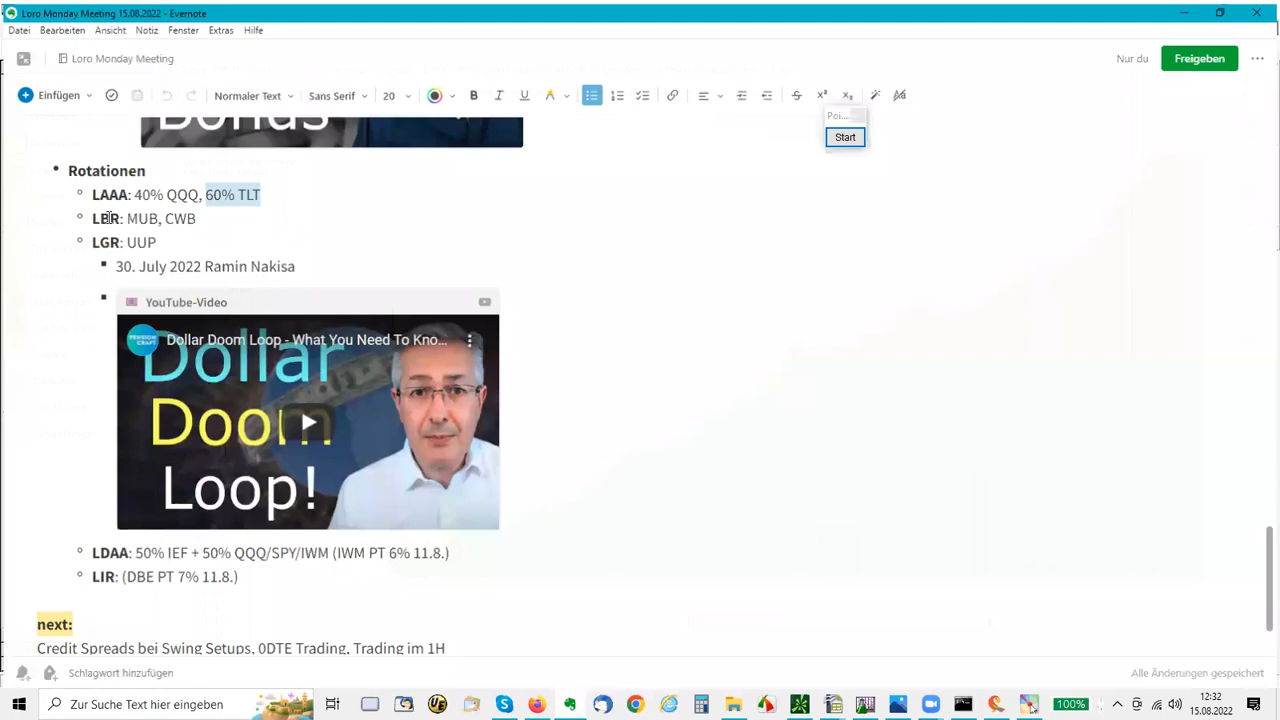 Loro Monday Meeting 15.08.2022 - Evernote
Datei Bearbeiten Ansicht Notiz Fenster Extras Hilfe
Loro Monday Meeting Nur du Freigeben
Einfügen Normaler Text Sans Serif 20
Poi...
Start
Bonds
Rotationen
LAAA: 40% QQQ, 60% TLT
LBR: MUB, CWB
LGR: UUP
30. July 2022 Ramin Nakisa
YouTube-Video
PENSION CRAFT
Dollar Doom Loop - What You Need To Kno...
Dollar
Doom
Loop!
LDAA: 50% IEF + 50% QQQ/SPY/IWM (IWM PT 6% 11.8.)
LIR: (DBE PT 7% 11.8.)
next:
Credit Spreads bei Swing Setups, 0DTE Trading, Trading im 1H
Schlagwort hinzufügen Alle Änderungen gespeichert
Zur Suche Text hier eingeben 100% 12:32
15.08.2022